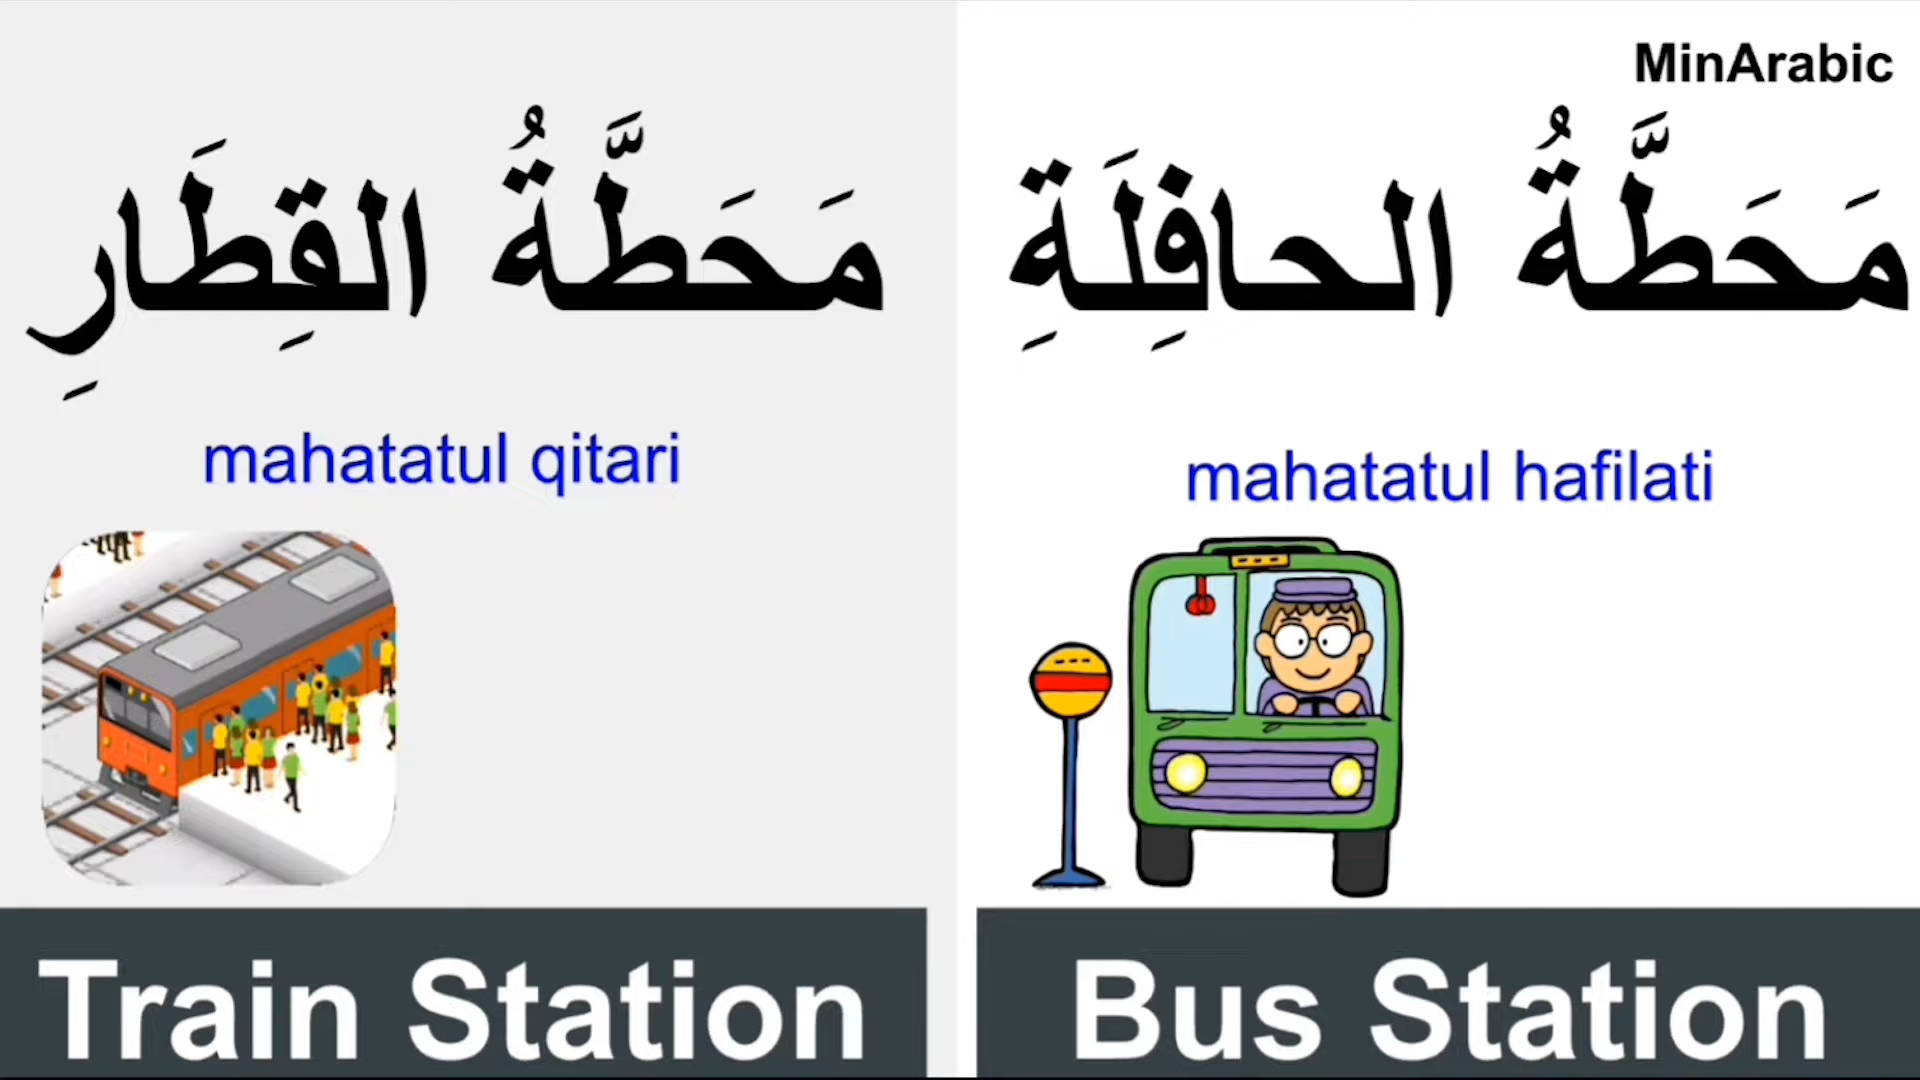 MinArabic
مَحَطَّةُ القِطَارِ
mahatatul qitari
Train Station
مَحَطَّةُ الحافِلَةِ
mahatatul hafilati
Bus Station